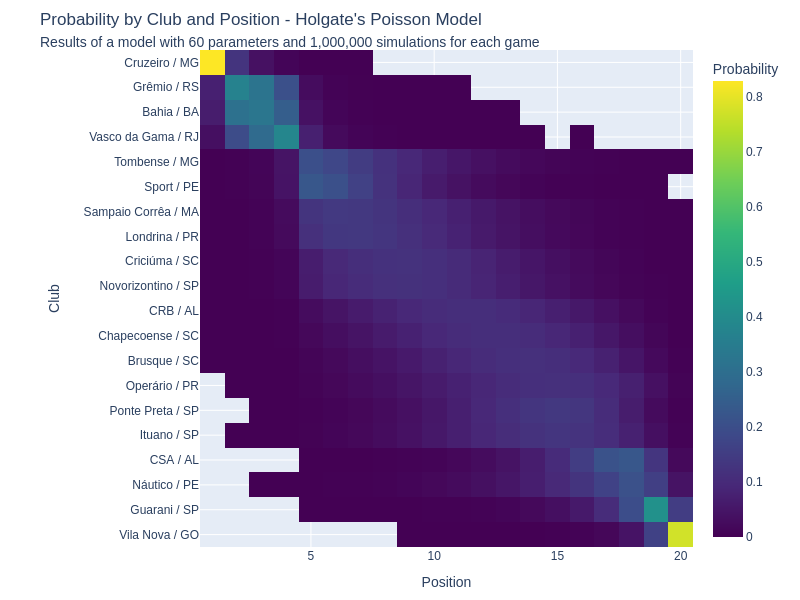 Probability by Club and Position - Holgate's Poisson Model
Results of a model with 60 parameters and 1,000,000 simulations for each game
Probability
Cruzeiro / MG
Grêmio / RS
Bahia / BA
Vasco da Gama / RJ
Tombense / MG
Sport / PE
Sampaio Corrêa / MA
Londrina / PR
Criciúma / SC
Novorizontino / SP
CRB / AL
Chapecoense / SC
Brusque / SC
Operário / PR
Ponte Preta / SP
Ituano / SP
CSA / AL
Náutico / PE
Guarani / SP
Vila Nova / GO
Club
5
10
15
20
Position
0.8
0.7
0.6
0.5
0.4
0.3
0.2
0.1
0